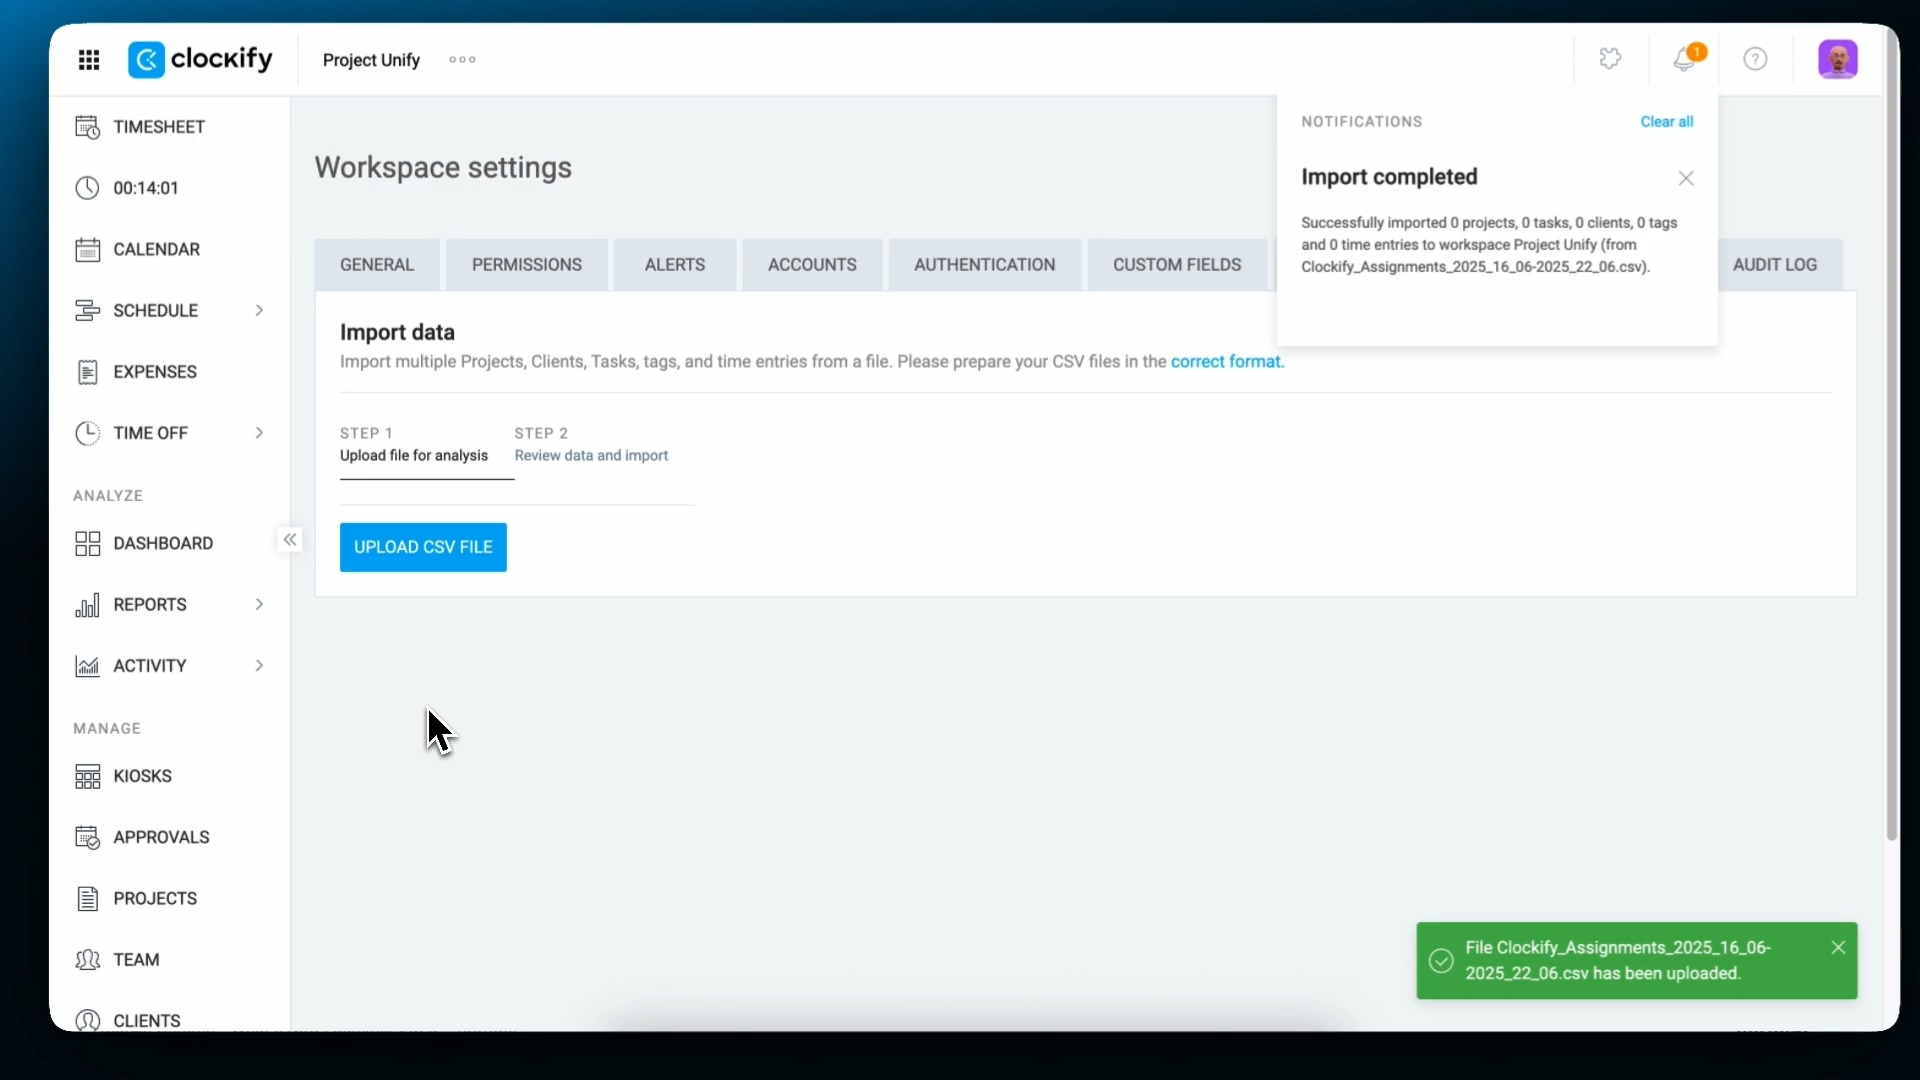 clockify
Project Unify
1
?
TIMESHEET
00:14:01
CALENDAR
SCHEDULE
EXPENSES
TIME OFF
ANALYZE
DASHBOARD
REPORTS
ACTIVITY
MANAGE
KIOSKS
APPROVALS
PROJECTS
TEAM
CLIENTS
Workspace settings
GENERAL
PERMISSIONS
ALERTS
ACCOUNTS
AUTHENTICATION
CUSTOM FIELDS
AUDIT LOG
NOTIFICATIONS
Clear all
Import completed
Successfully imported 0 projects, 0 tasks, 0 clients, 0 tags
and 0 time entries to workspace Project Unify (from
Clockify_Assignments_2025_16_06-2025_22_06.csv).
Import data
Import multiple Projects, Clients, Tasks, tags, and time entries from a file. Please prepare your CSV files in the correct format.
STEP 1
Upload file for analysis
STEP 2
Review data and import
UPLOAD CSV FILE
File Clockify_Assignments_2025_16_06-
2025_22_06.csv has been uploaded.